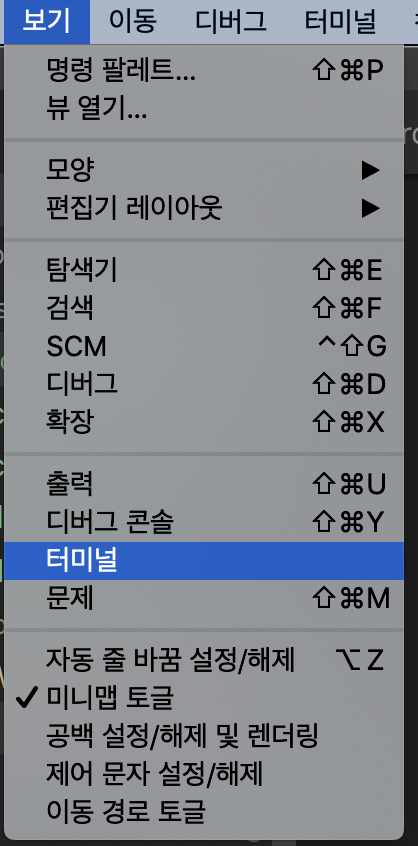 보기 이동 디버그 터미널
명령 팔레트... ⇧⌘P
뷰 열기...
모양 ▶
편집기 레이아웃 ▶
탐색기 ⇧⌘E
검색 ⇧⌘F
SCM ^⇧G
디버그 ⇧⌘D
확장 ⇧⌘X
출력 ⇧⌘U
디버그 콘솔 ⇧⌘Y
터미널
문제 ⇧⌘M
자동 줄 바꿈 설정/해제 ⌥Z
✓ 미니맵 토글
공백 설정/해제 및 렌더링
제어 문자 설정/해제
이동 경로 토글